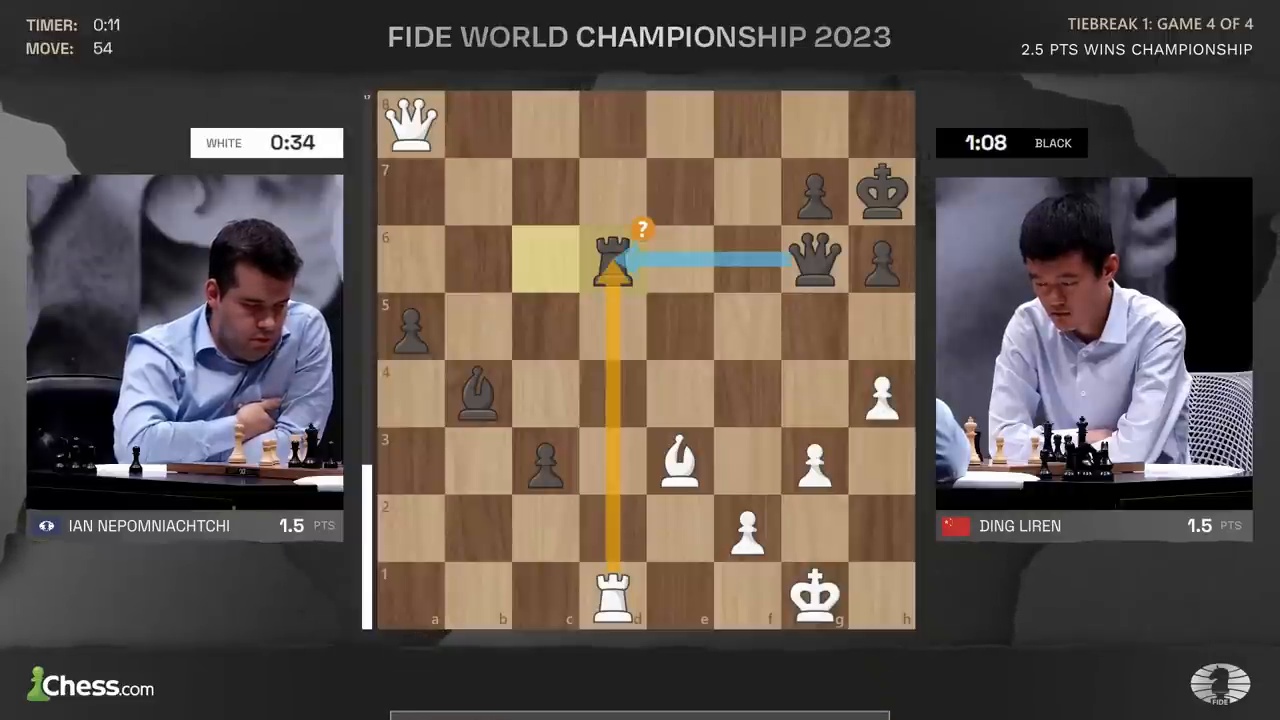 TIMER: 0:11
MOVE: 54
FIDE WORLD CHAMPIONSHIP 2023
TIEBREAK 1: GAME 4 OF 4
2.5 PTS WINS CHAMPIONSHIP
WHITE 0:34
1:08 BLACK
8
7
6
?
5
4
3
2
1
a b c d e f g h
IAN NEPOMNIACHTCHI 1.5 PTS
DING LIREN 1.5 PTS
Chess.com
FIDE